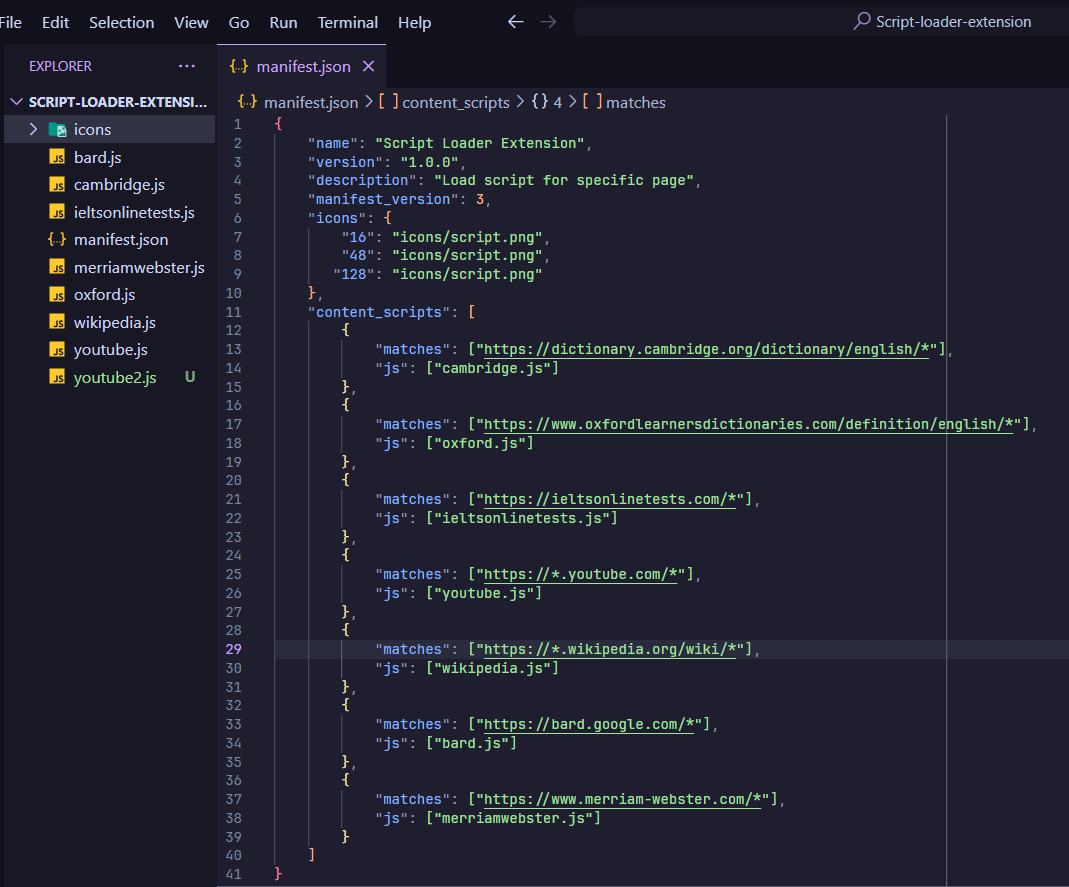 File Edit Selection View Go Run Terminal Help Script-loader-extension
EXPLORER ···
SCRIPT-LOADER-EXTENSI...
icons
bard.js
cambridge.js
ieltsonlinetests.js
manifest.json
merriamwebster.js
oxford.js
wikipedia.js
youtube.js
youtube2.js U
{..} manifest.json
{..} manifest.json > [ ] content_scripts > {} 4 > [ ] matches
1 {
2 "name": "Script Loader Extension",
3 "version": "1.0.0",
4 "description": "Load script for specific page",
5 "manifest_version": 3,
6 "icons": {
7 "16": "icons/script.png",
8 "48": "icons/script.png",
9 "128": "icons/script.png"
10 },
11 "content_scripts": [
12 {
13 "matches": ["https://dictionary.cambridge.org/dictionary/english/*"],
14 "js": ["cambridge.js"]
15 },
16 {
17 "matches": ["https://www.oxfordlearnersdictionaries.com/definition/english/*"],
18 "js": ["oxford.js"]
19 },
20 {
21 "matches": ["https://ieltsonlinetests.com/*"],
22 "js": ["ieltsonlinetests.js"]
23 },
24 {
25 "matches": ["https://*.youtube.com/*"],
26 "js": ["youtube.js"]
27 },
28 {
29 "matches": ["https://*.wikipedia.org/wiki/*"],
30 "js": ["wikipedia.js"]
31 },
32 {
33 "matches": ["https://bard.google.com/*"],
34 "js": ["bard.js"]
35 },
36 {
37 "matches": ["https://www.merriam-webster.com/*"],
38 "js": ["merriamwebster.js"]
39 }
40 ]
41 }